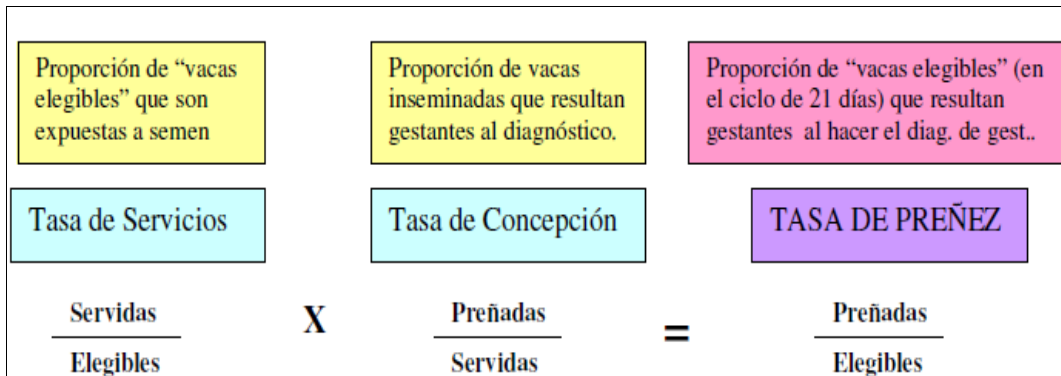 Proporción de “vacas
elegibles” que son
expuestas a semen
Proporción de vacas
inseminadas que resultan
gestantes al diagnóstico.
Proporción de “vacas elegibles” (en
el ciclo de 21 días) que resultan
gestantes al hacer el diag. de gest..
Tasa de Servicios
Tasa de Concepción
TASA DE PREÑEZ
Servidas
Elegibles
X
Preñadas
Servidas
=
Preñadas
Elegibles